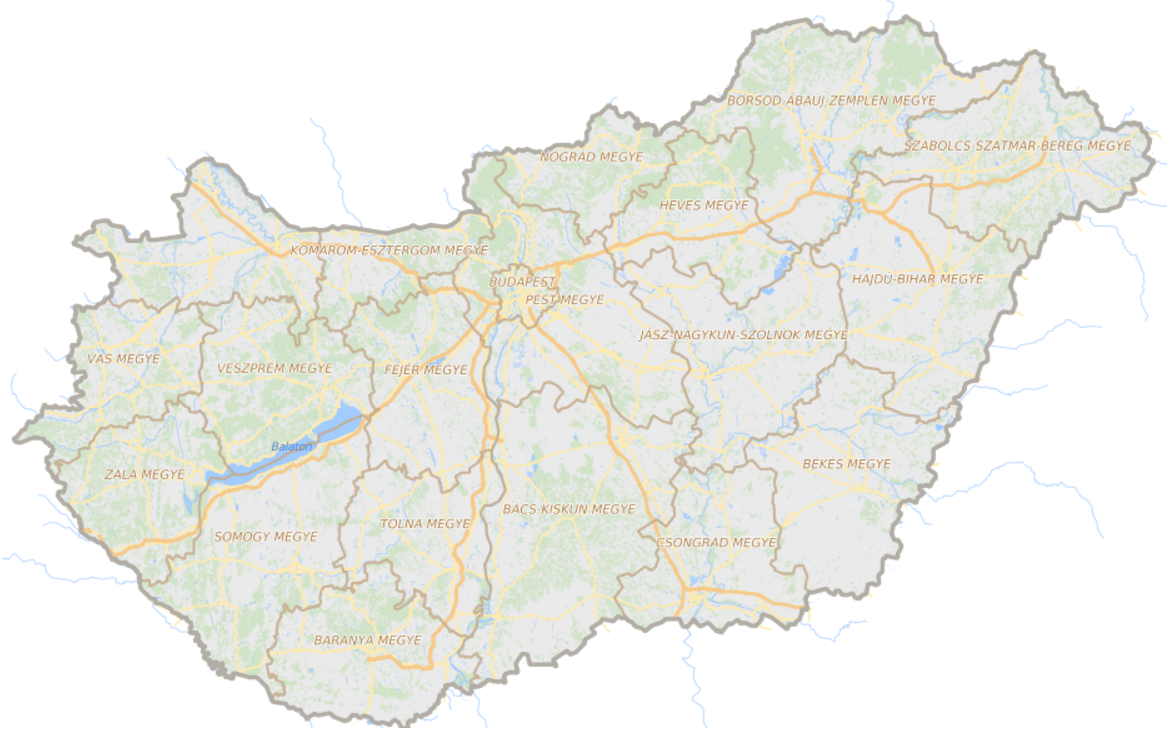 BORSOD-ABAÚJ-ZEMPLÉN MEGYE
SZABOLCS-SZATMÁR-BEREG MEGYE
NÓGRÁD MEGYE
HEVES MEGYE
KOMÁROM-ESZTERGOM MEGYE
HAJDÚ-BIHAR MEGYE
BUDAPEST
PEST MEGYE
JÁSZ-NAGYKUN-SZOLNOK MEGYE
VAS MEGYE
VESZPRÉM MEGYE
FEJÉR MEGYE
Balaton
ZALA MEGYE
BÉKÉS MEGYE
BÁCS-KISKUN MEGYE
TOLNA MEGYE
SOMOGY MEGYE
CSONGRÁD MEGYE
BARANYA MEGYE